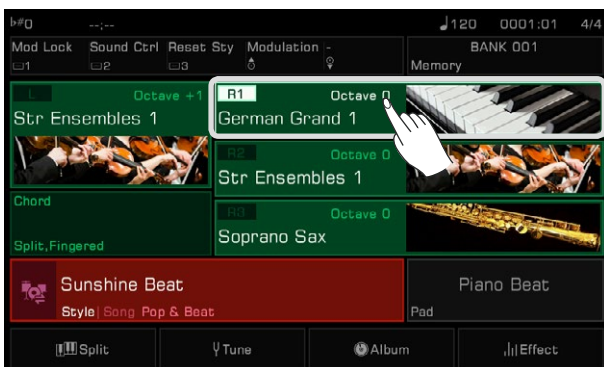 b#0 --:-- ♩120 0001:01 4/4
Mod Lock Sound Ctrl Reset Sty Modulation - BANK 001
1 2 3 Memory
L Octave +1 R1 Octave 0
Str Ensembles 1 German Grand 1
R2 Octave 0
Str Ensembles 1
Chord R3 Octave 0
Split,Fingered Soprano Sax
Sunshine Beat Piano Beat
Style|Song Pop & Beat Pad
Split Tune Album Effect